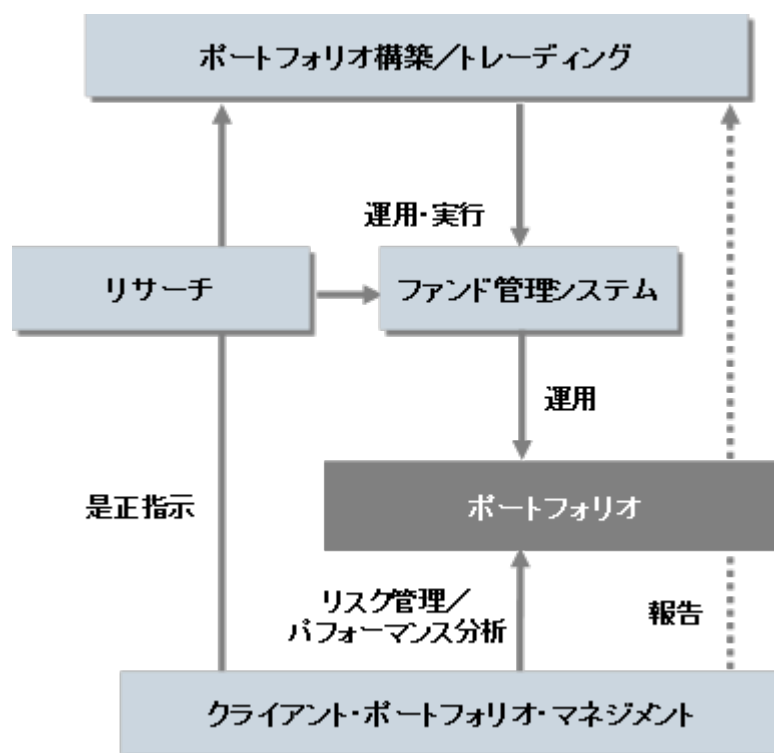 ポートフォリオ構築／トレーディング
運用・実行
リサーチ
ファンド管理システム
運用
ポートフォリオ
是正指示
リスク管理／
パフォーマンス分析
報告
クライアント・ポートフォリオ・マネジメント